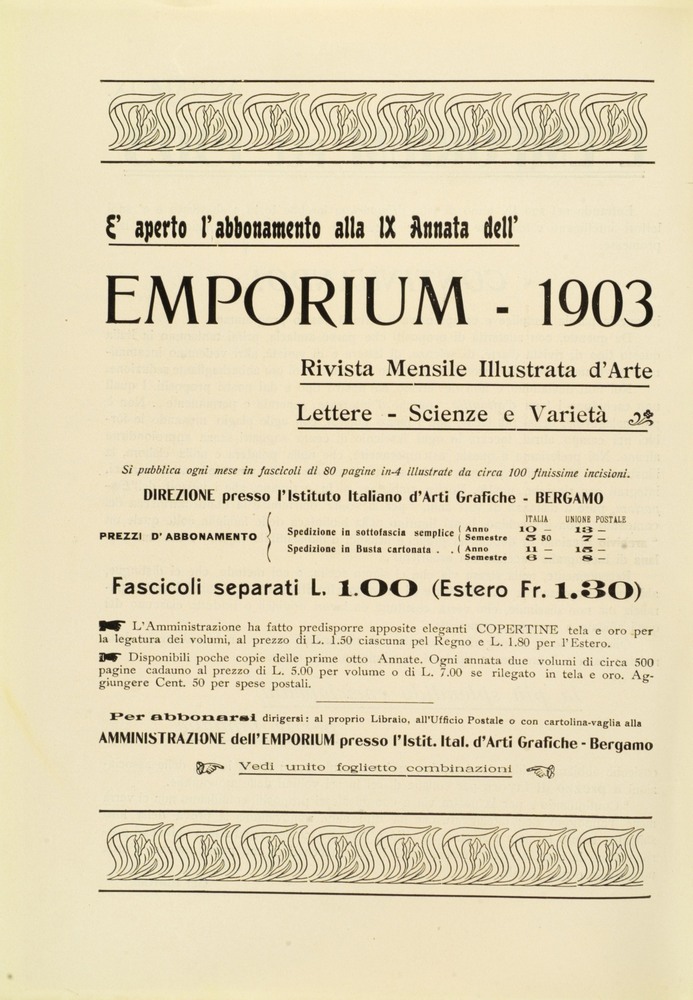 E' aperto l'abbonamento alla IX Annata dell'
EMPORIUM - 1903
Rivista Mensile Illustrata d'Arte
Lettere - Scienze e Varietà
Si pubblica ogni mese in fascicoli di 80 pagine in-4 illustrate da circa 100 finissime incisioni.
DIREZIONE presso l'Istituto Italiano d'Arti Grafiche - BERGAMO
ITALIA UNIONE POSTALE
PREZZI D'ABBONAMENTO
Spedizione in sottofascia semplice ( Anno 10 — 13 —
Semestre 5 50 7 —
Spedizione in Busta cartonata . . ( Anno 11 — 15 —
Semestre 6 — 8 —
Fascicoli separati L. 1.00 (Estero Fr. 1.30)
L'Amministrazione ha fatto predisporre apposite eleganti COPERTINE tela e oro per
la legatura dei volumi, al prezzo di L. 1.50 ciascuna pel Regno e L. 1.80 per l'Estero.
Disponibili poche copie delle prime otto Annate. Ogni annata due volumi di circa 500
pagine cadauno al prezzo di L. 5.00 per volume o di L. 7.00 se rilegato in tela e oro. Ag-
giungere Cent. 50 per spese postali.
Per abbonarsi dirigersi: al proprio Libraio, all'Ufficio Postale o con cartolina-vaglia alla
AMMINISTRAZIONE dell'EMPORIUM presso l'Istit. Ital. d'Arti Grafiche - Bergamo
Vedi unito foglietto combinazioni